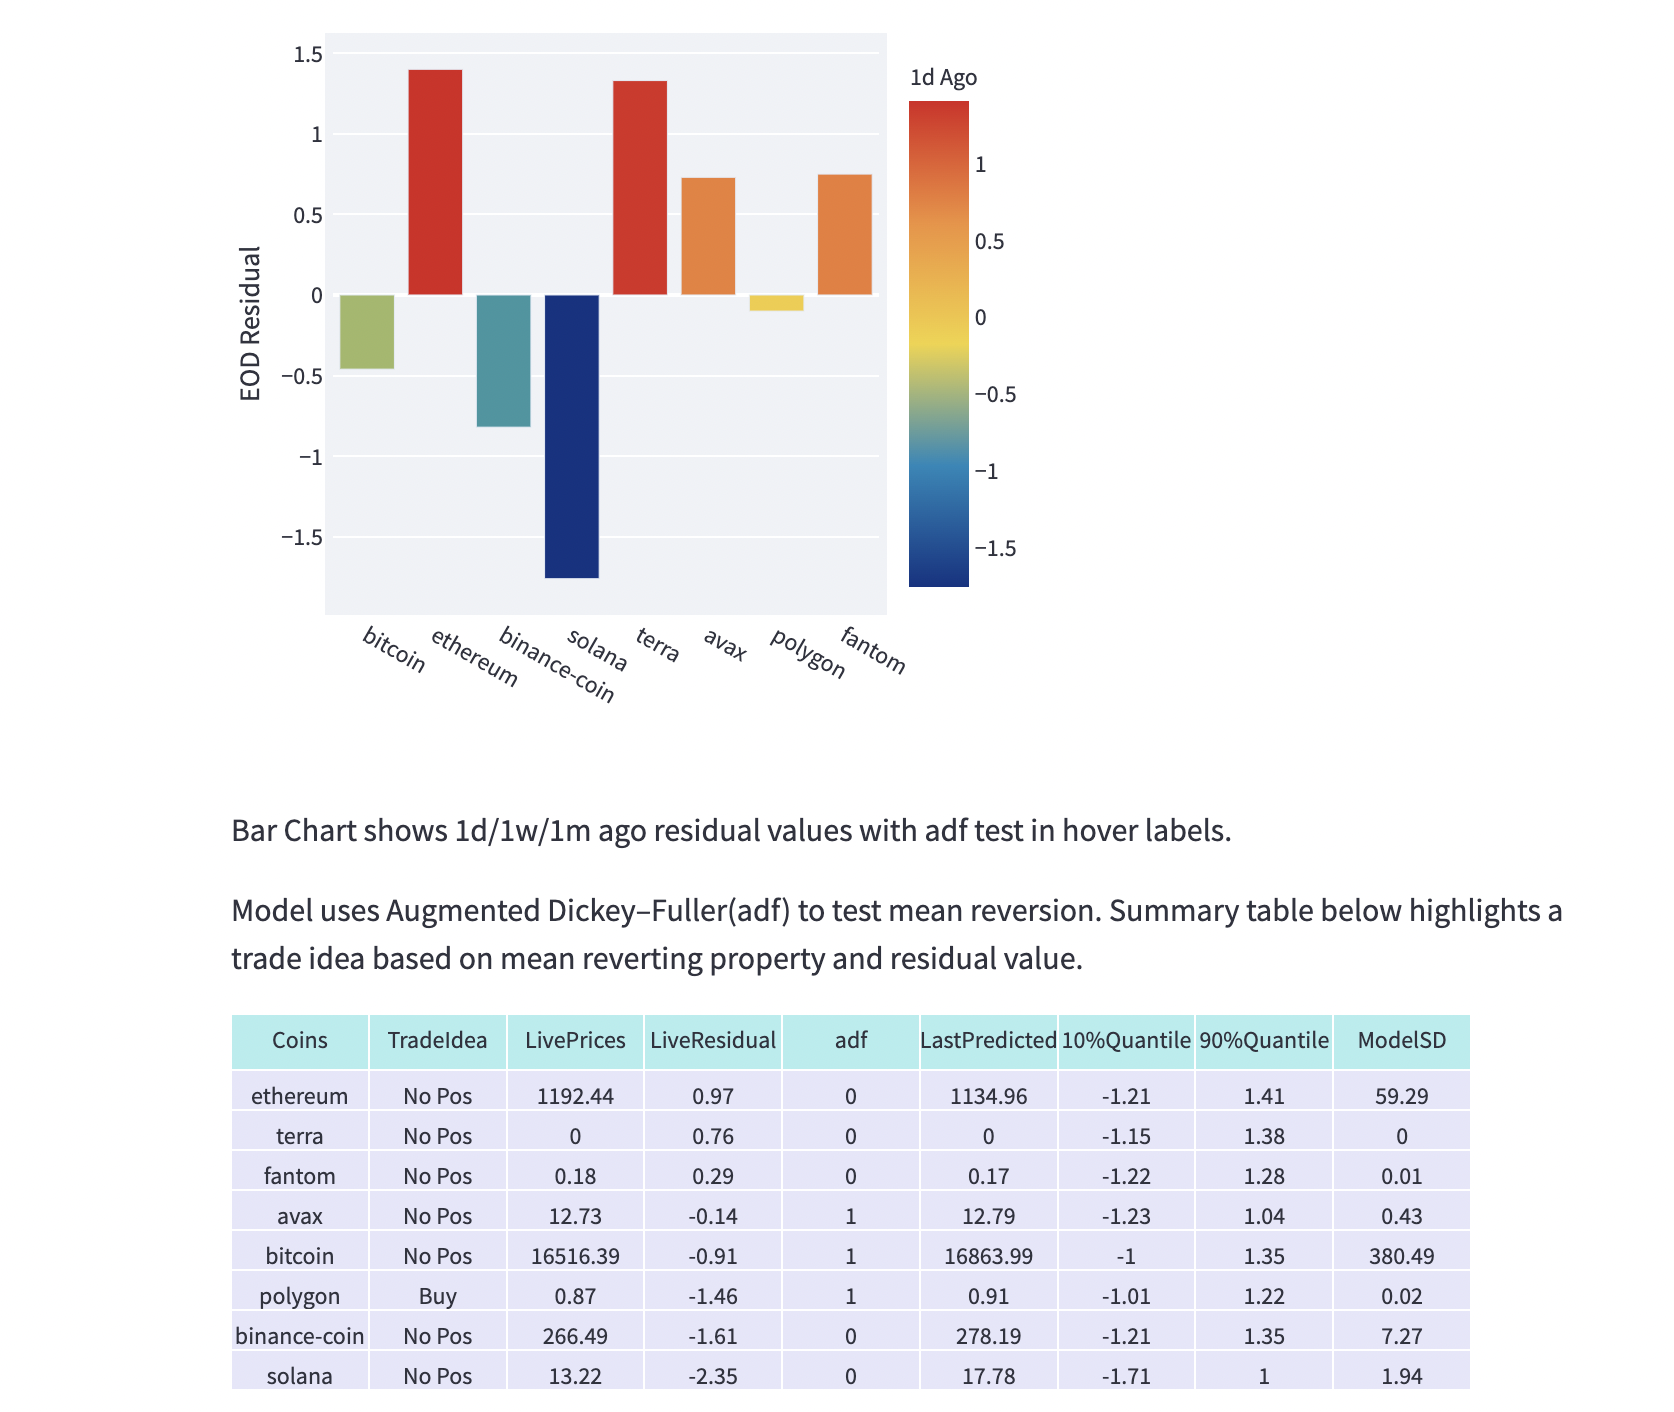 1.5
1
0.5
0
−0.5
−1
−1.5
EOD Residual
bitcoin
ethereum
binance-coin
solana
terra
avax
polygon
fantom
1d Ago
1
0.5
0
−0.5
−1
−1.5
Bar Chart shows 1d/1w/1m ago residual values with adf test in hover labels.
Model uses Augmented Dickey–Fuller(adf) to test mean reversion. Summary table below highlights a
trade idea based on mean reverting property and residual value.
Coins TradeIdea LivePrices LiveResidual adf LastPredicted 10%Quantile 90%Quantile ModelSD
ethereum No Pos 1192.44 0.97 0 1134.96 -1.21 1.41 59.29
terra No Pos 0 0.76 0 0 -1.15 1.38 0
fantom No Pos 0.18 0.29 0 0.17 -1.22 1.28 0.01
avax No Pos 12.73 -0.14 1 12.79 -1.23 1.04 0.43
bitcoin No Pos 16516.39 -0.91 1 16863.99 -1 1.35 380.49
polygon Buy 0.87 -1.46 1 0.91 -1.01 1.22 0.02
binance-coin No Pos 266.49 -1.61 0 278.19 -1.21 1.35 7.27
solana No Pos 13.22 -2.35 0 17.78 -1.71 1 1.94